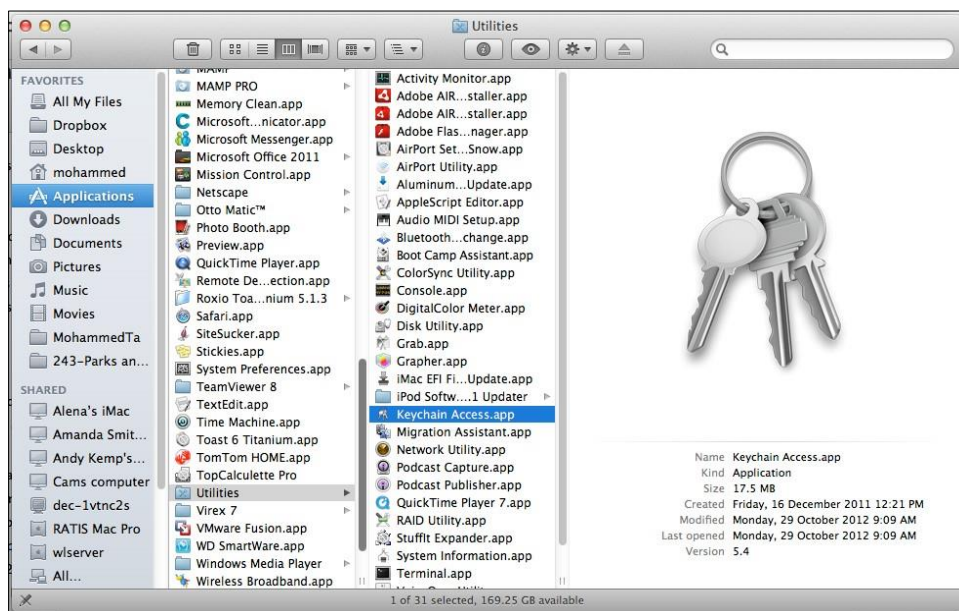 Utilities
FAVORITES
All My Files
Dropbox
Desktop
mohammed
Applications
Downloads
Documents
Pictures
Music
Movies
MohammedTa
243-Parks an...
SHARED
Alena's iMac
Amanda Smit...
Andy Kemp's...
Cams computer
dec-1vtnc2s
RATIS Mac Pro
wlserver
All...
MAMP
MAMP PRO
Memory Clean.app
Microsoft...nicator.app
Microsoft Messenger.app
Microsoft Office 2011
Mission Control.app
Netscape
Otto Matic™
Photo Booth.app
Preview.app
QuickTime Player.app
Remote De...ection.app
Roxio Toa...nium 5.1.3
Safari.app
SiteSucker.app
Stickies.app
System Preferences.app
TeamViewer 8
TextEdit.app
Time Machine.app
Toast 6 Titanium.app
TomTom HOME.app
TopCalculette Pro
Utilities
Virex 7
VMware Fusion.app
WD SmartWare.app
Windows Media Player
Wireless Broadband.app
Activity Monitor.app
Adobe AIR...staller.app
Adobe AIR...staller.app
Adobe Flas...nager.app
AirPort Set...Snow.app
AirPort Utility.app
Aluminum...Update.app
AppleScript Editor.app
Audio MIDI Setup.app
Bluetooth...change.app
Boot Camp Assistant.app
ColorSync Utility.app
Console.app
DigitalColor Meter.app
Disk Utility.app
Grab.app
Grapher.app
iMac EFI Fi...Update.app
iPod Softw....1 Updater
Keychain Access.app
Migration Assistant.app
Network Utility.app
Podcast Capture.app
Podcast Publisher.app
QuickTime Player 7.app
RAID Utility.app
StuffIt Expander.app
System Information.app
Terminal.app
Name Keychain Access.app
Kind Application
Size 17.5 MB
Created Friday, 16 December 2011 12:21 PM
Modified Monday, 29 October 2012 9:09 AM
Last opened Monday, 29 October 2012 9:09 AM
Version 5.4
1 of 31 selected, 169.25 GB available